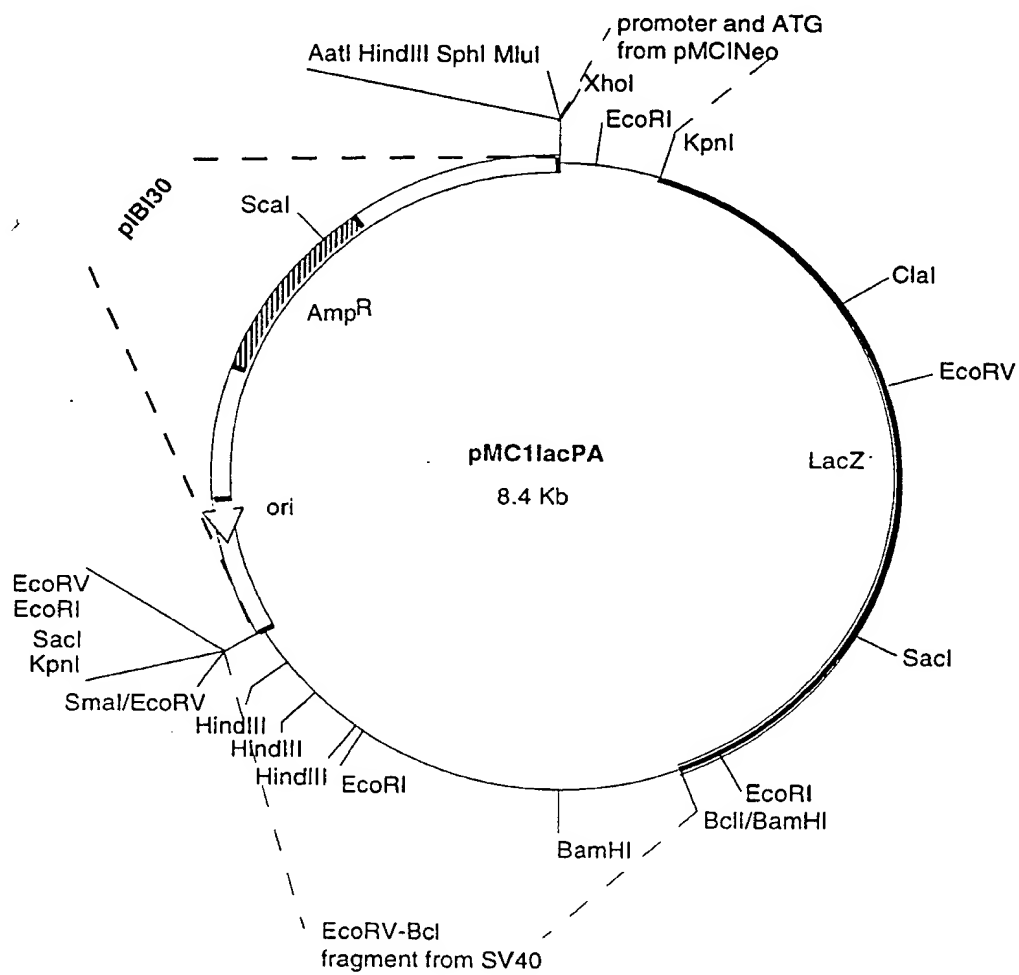 promoter and ATG
from pMCINeo
AatI HindIII SphI MluI
XhoI
EcoRI
KpnI
pIBI30
ScaI
AmpR
ClaI
EcoRV
pMC1lacPA
8.4 Kb
LacZ
ori
EcoRV
EcoRI
SacI
KpnI
SmaI/EcoRV
HindIII
HindIII
HindIII
EcoRI
SacI
EcoRI
BclI/BamHI
BamHI
EcoRV-Bcl
fragment from SV40